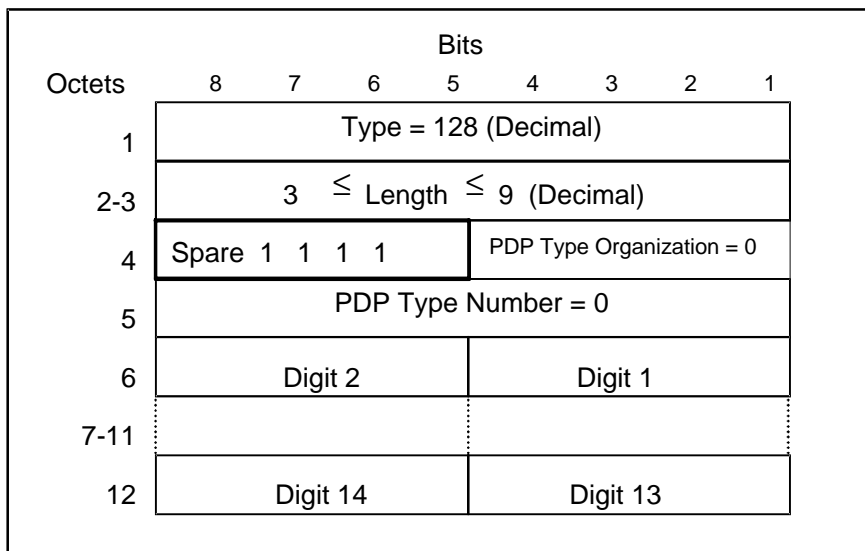 Bits
Octets 8 7 6 5 4 3 2 1
1 Type = 128 (Decimal)
2-3 3 ≤ Length ≤ 9 (Decimal)
4 Spare 1 1 1 1 PDP Type Organization = 0
5 PDP Type Number = 0
6 Digit 2 Digit 1
7-11
12 Digit 14 Digit 13